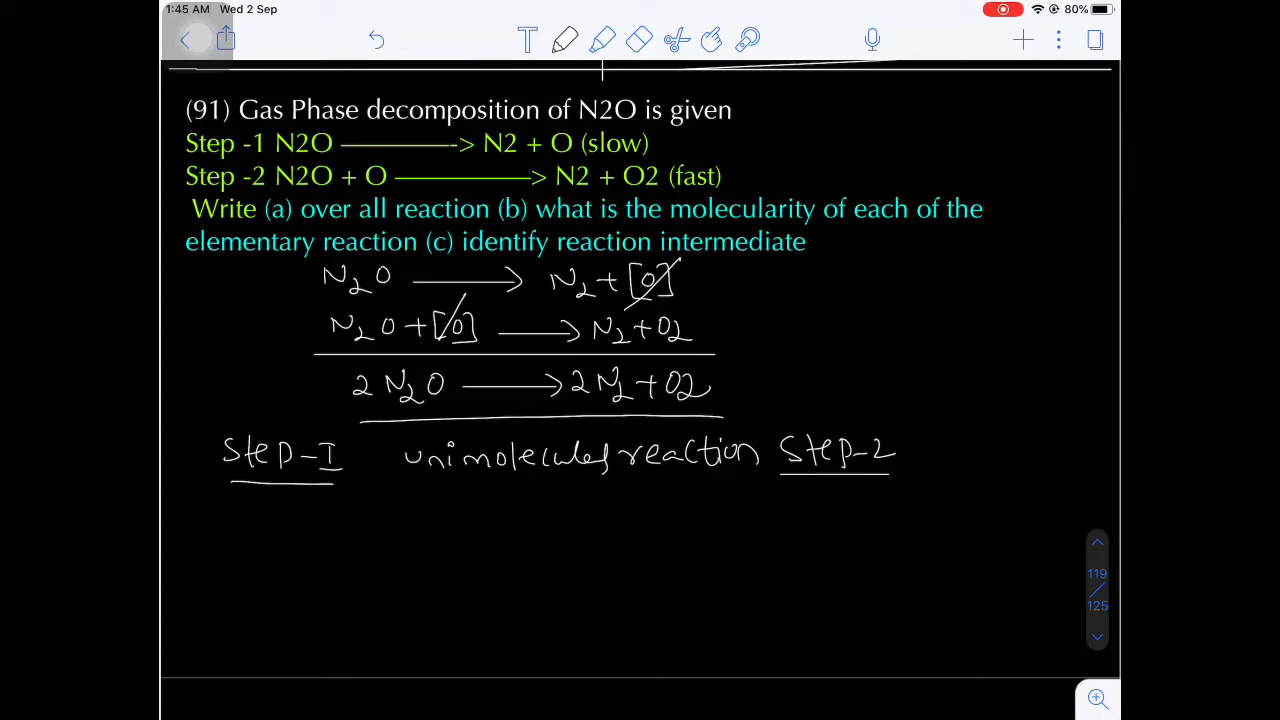 1:45 AM Wed 2 Sep 80%
(91) Gas Phase decomposition of N2O is given
Step -1 N2O ————————-> N2 + O (slow)
Step -2 N2O + O ————————> N2 + O2 (fast)
Write (a) over all reaction (b) what is the molecularity of each of the
elementary reaction (c) identify reaction intermediate
N₂O ⟶ N₂ + [O]
N₂O + [O] ⟶ N₂ + O₂
2 N₂O ⟶ 2 N₂ + O₂
Step-I unimolecular reaction Step-2
119
125